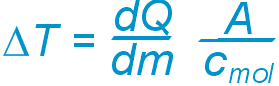 ΔT = dQ/dm A/c_mol